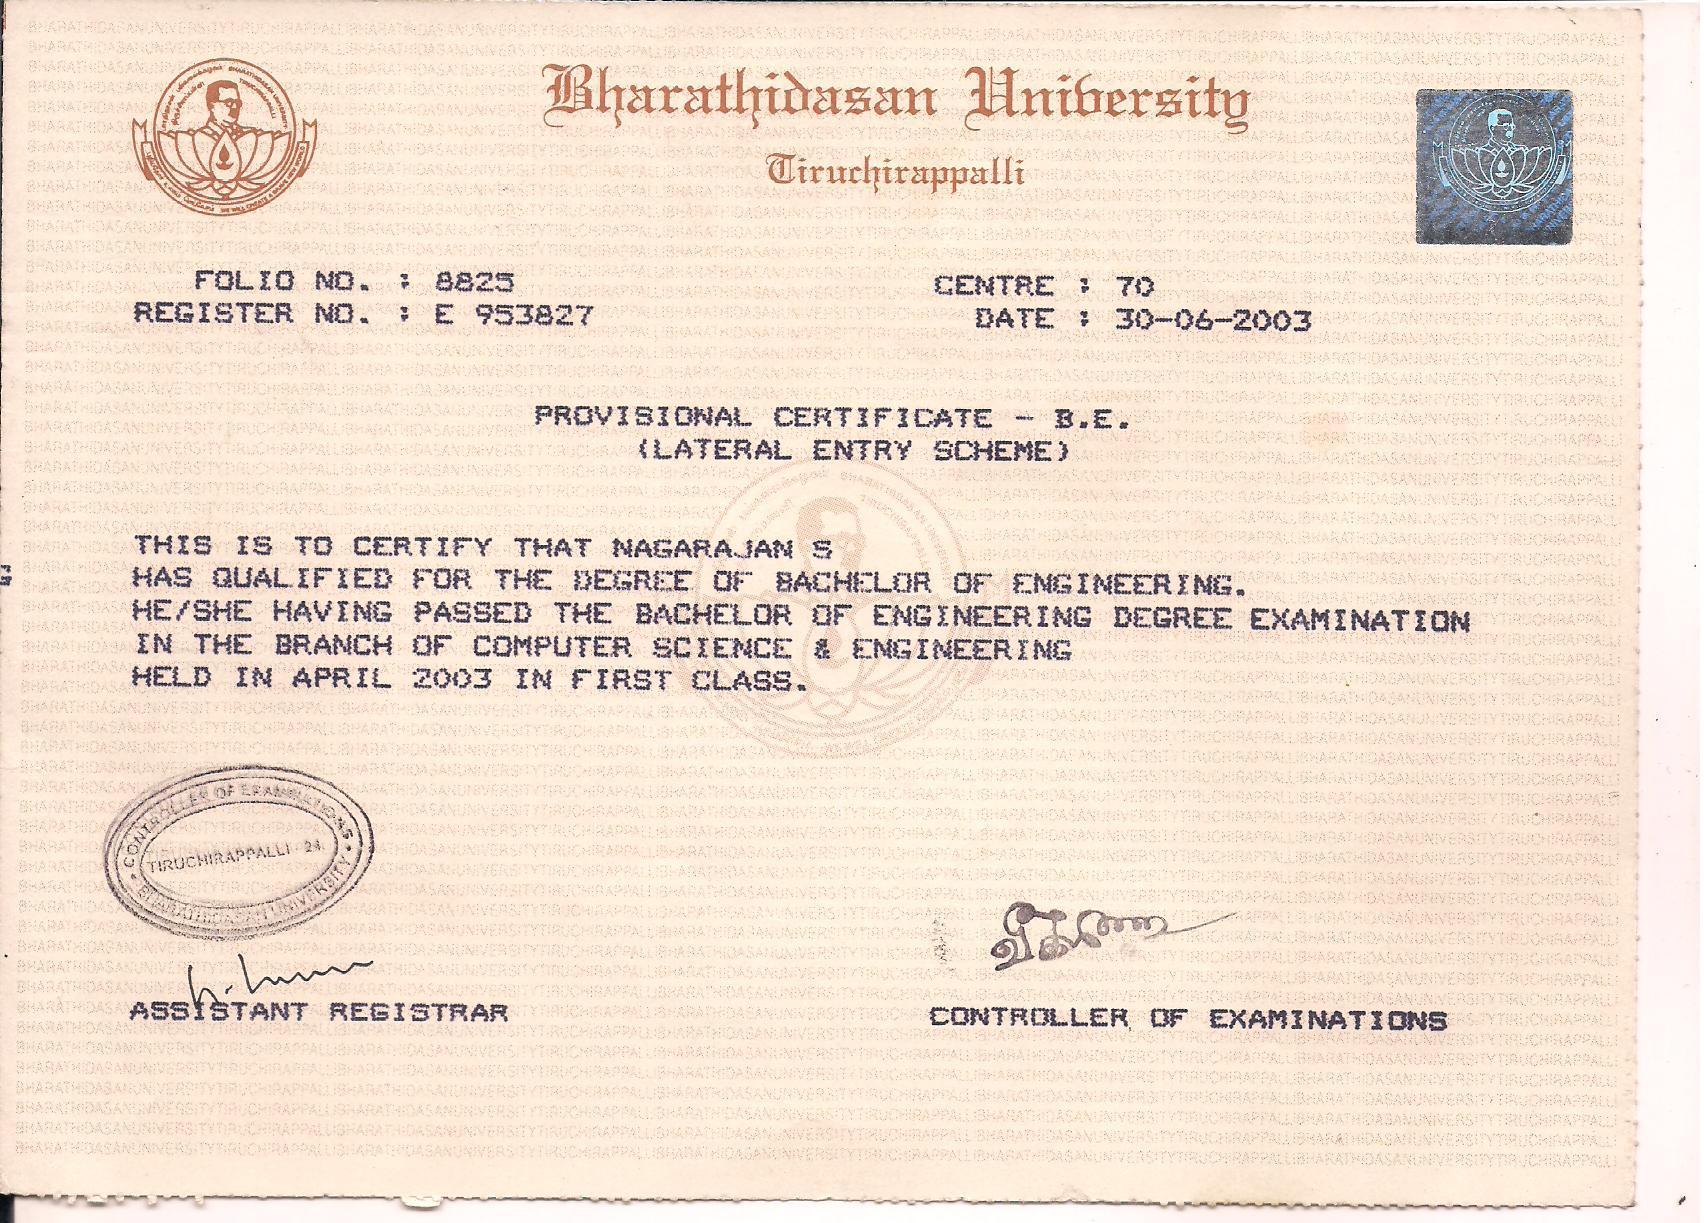 Bharathidasan University
Tiruchirappalli
FOLIO NO. : 8825
REGISTER NO. : E 953827
CENTRE : 70
DATE : 30-06-2003
PROVISIONAL CERTIFICATE - B.E.
(LATERAL ENTRY SCHEME)
THIS IS TO CERTIFY THAT NAGARAJAN S
HAS QUALIFIED FOR THE DEGREE OF BACHELOR OF ENGINEERING.
HE/SHE HAVING PASSED THE BACHELOR OF ENGINEERING DEGREE EXAMINATION
IN THE BRANCH OF COMPUTER SCIENCE & ENGINEERING
HELD IN APRIL 2003 IN FIRST CLASS.
CONTROLLER OF EXAMINATIONS
TIRUCHIRAPPALLI - 24
BHARATHIDASAN UNIVERSITY
ASSISTANT REGISTRAR
CONTROLLER OF EXAMINATIONS